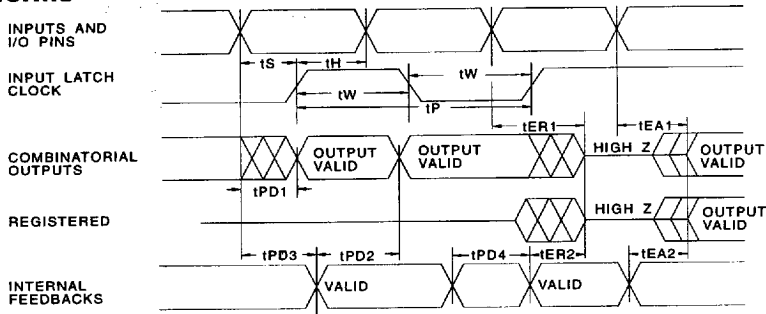 INPUTS AND
I/O PINS
tS
tH
INPUT LATCH
CLOCK
tW
tW
tP
tER1
tEA1
COMBINATORIAL
OUTPUTS
OUTPUT
VALID
OUTPUT
VALID
HIGH Z
OUTPUT
VALID
tPD1
REGISTERED
HIGH Z
OUTPUT
VALID
tPD3
tPD2
tPD4
tER2
tEA2
INTERNAL
FEEDBACKS
VALID
VALID